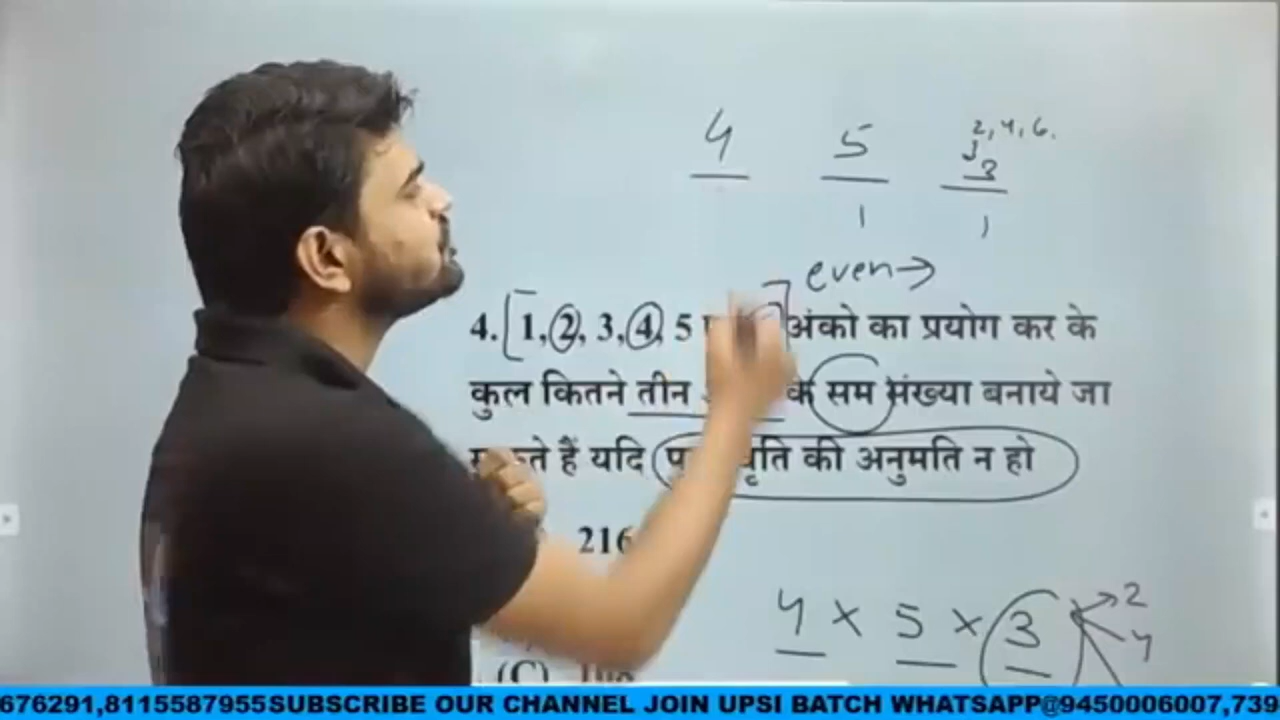 2, 4, 6.
4 5 3
1 1
even→
4. 1, 2, 3, 4, 5 अंको का प्रयोग कर के
कुल कितने तीन के सम संख्या बनाये जा
हैं यदि की अनुमति न हो
216
4 × 5 × 3 2
4
(C)
676291,8115587955SUBSCRIBE OUR CHANNEL JOIN UPSI BATCH WHATSAPP@9450006007,739